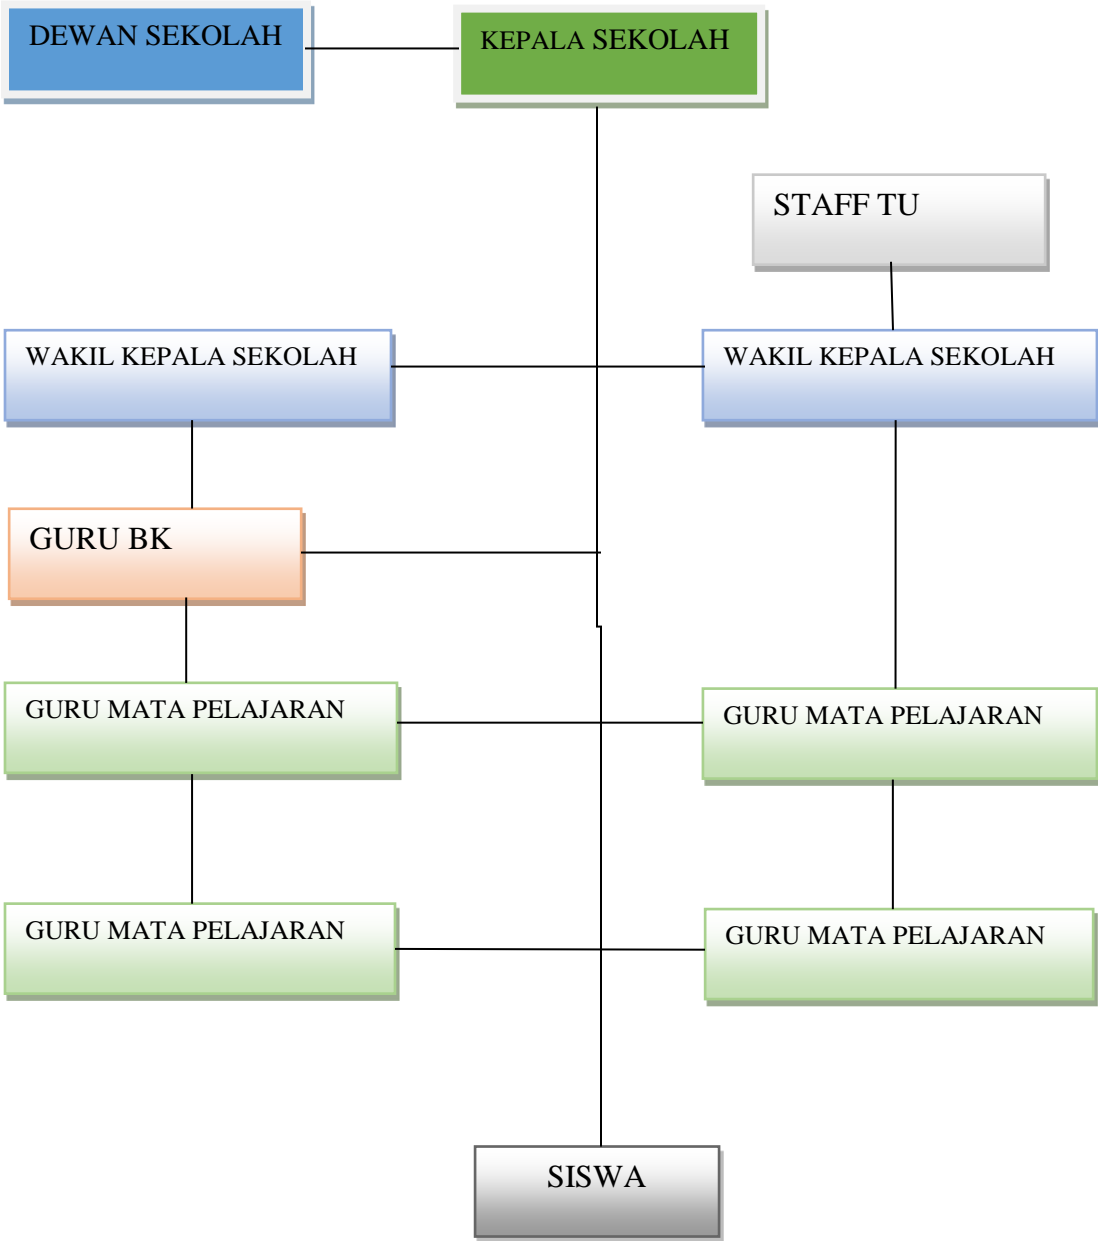 DEWAN SEKOLAH
KEPALA SEKOLAH
STAFF TU
WAKIL KEPALA SEKOLAH
WAKIL KEPALA SEKOLAH
GURU BK
GURU MATA PELAJARAN
GURU MATA PELAJARAN
GURU MATA PELAJARAN
GURU MATA PELAJARAN
SISWA